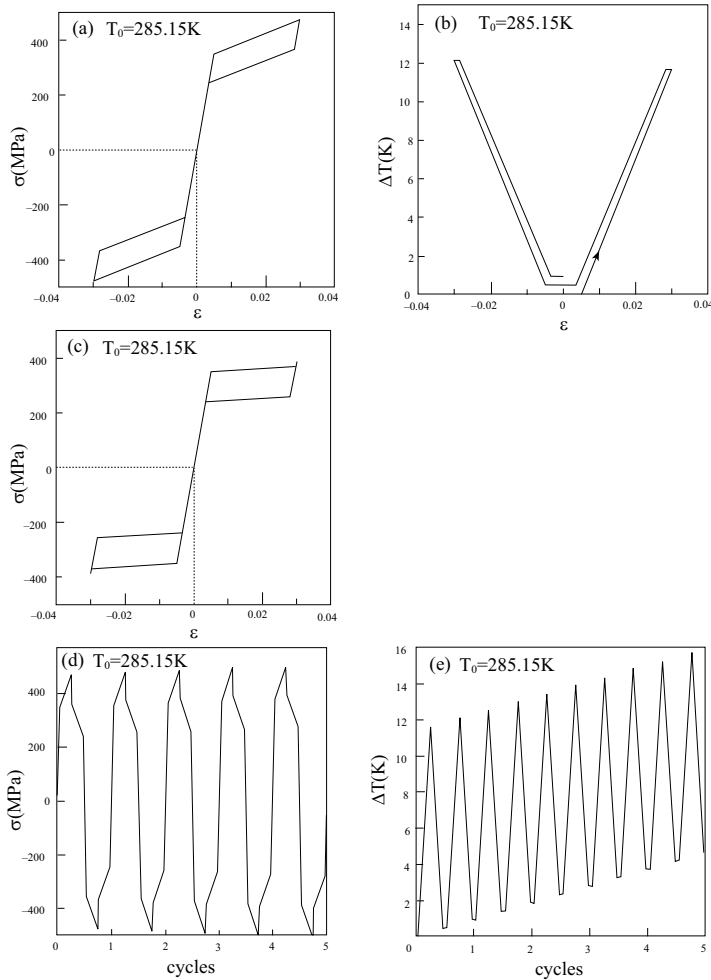 (a) T₀=285.15K
400
200
0
−200
−400
σ(MPa)
−0.04 −0.02 0 0.02 0.04
ε
(b) T₀=285.15K
14
12
10
8
6
4
2
0
ΔT(K)
−0.04 −0.02 0 0.02 0.04
ε
(c) T₀=285.15K
400
200
0
−200
−400
σ(MPa)
−0.04 −0.02 0 0.02 0.04
ε
(d) T₀=285.15K
400
200
0
−200
−400
σ(MPa)
0 1 2 3 4 5
cycles
(e) T₀=285.15K
16
14
12
10
8
6
4
2
ΔT(K)
0 1 2 3 4 5
cycles